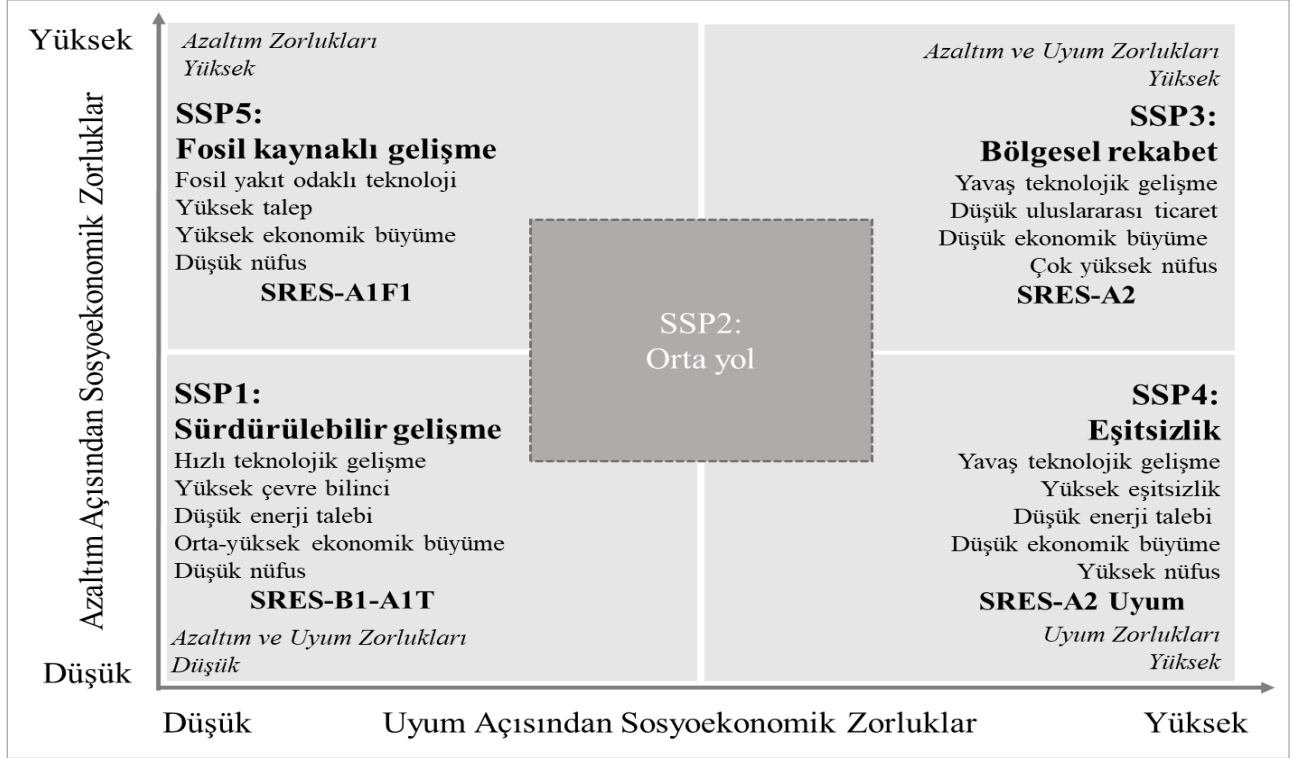 Yüksek
Azaltım Açısından Sosyoekonomik Zorluklar
Düşük
Azaltım Zorlukları
Yüksek
SSP5:
Fosil kaynaklı gelişme
Fosil yakıt odaklı teknoloji
Yüksek talep
Yüksek ekonomik büyüme
Düşük nüfus
SRES-A1F1
Azaltım ve Uyum Zorlukları
Yüksek
SSP3:
Bölgesel rekabet
Yavaş teknolojik gelişme
Düşük uluslararası ticaret
Düşük ekonomik büyüme
Çok yüksek nüfus
SRES-A2
SSP2:
Orta yol
SSP1:
Sürdürülebilir gelişme
Hızlı teknolojik gelişme
Yüksek çevre bilinci
Düşük enerji talebi
Orta-yüksek ekonomik büyüme
Düşük nüfus
SRES-B1-A1T
Azaltım ve Uyum Zorlukları
Düşük
SSP4:
Eşitsizlik
Yavaş teknolojik gelişme
Yüksek eşitsizlik
Düşük enerji talebi
Düşük ekonomik büyüme
Yüksek nüfus
SRES-A2 Uyum
Uyum Zorlukları
Yüksek
Düşük
Uyum Açısından Sosyoekonomik Zorluklar
Yüksek